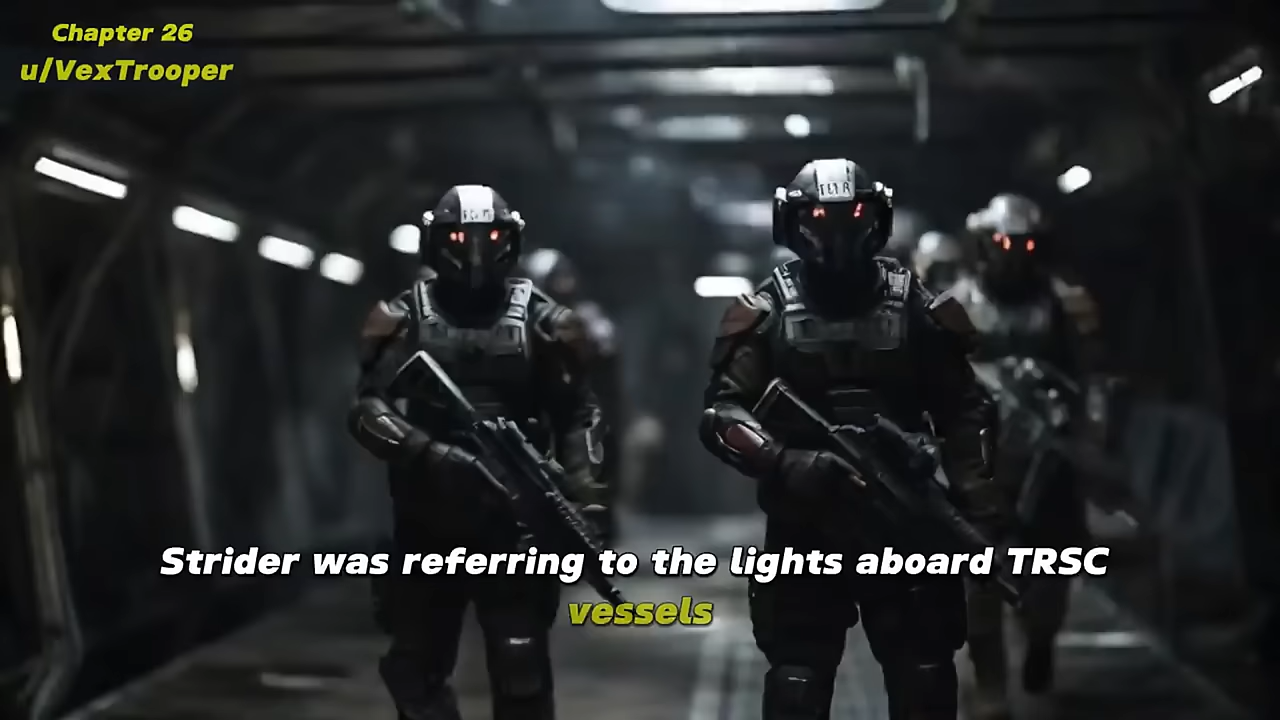 Chapter 26
u/VexTrooper
Strider was referring to the lights aboard TRSC
vessels